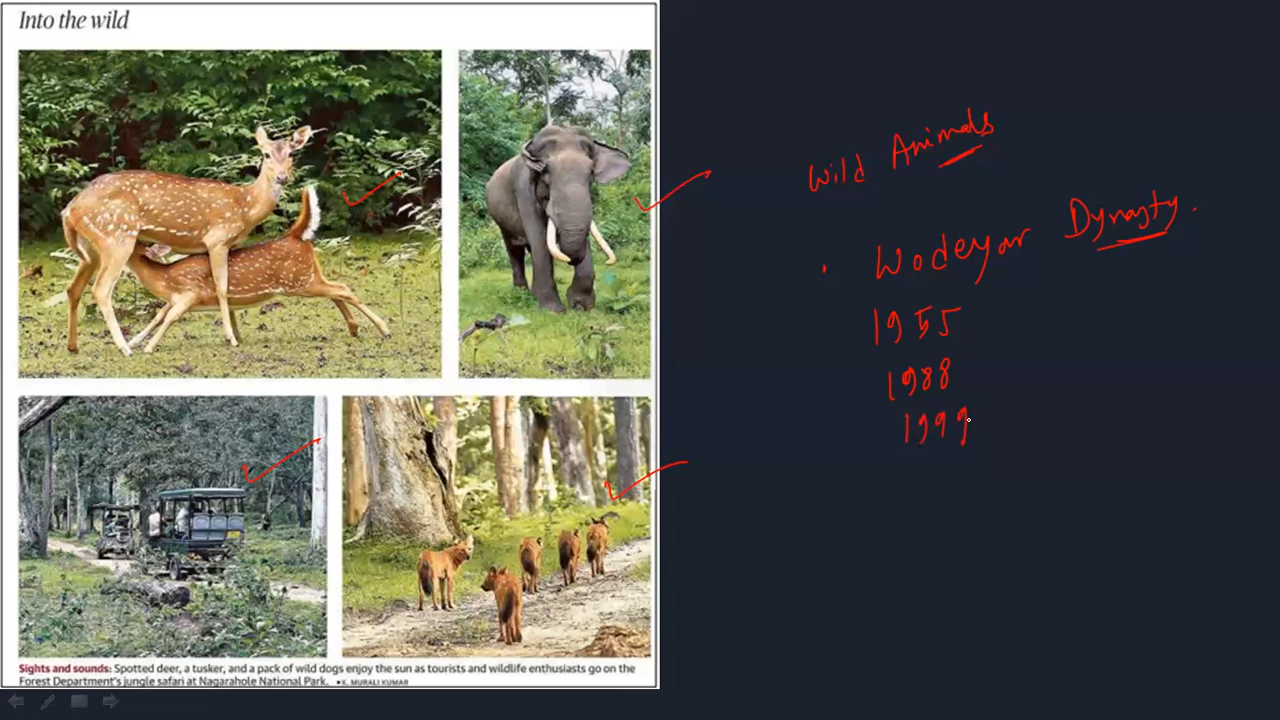 Into the wild
Sights and sounds: Spotted deer, a tusker, and a pack of wild dogs enjoy the sun as tourists and wildlife enthusiasts go on the
Forest Department's jungle safari at Nagarahole National Park. • K. MURALI KUMAR
Wild Animals
• Wodeyar Dynasty.
1955
1988
1999